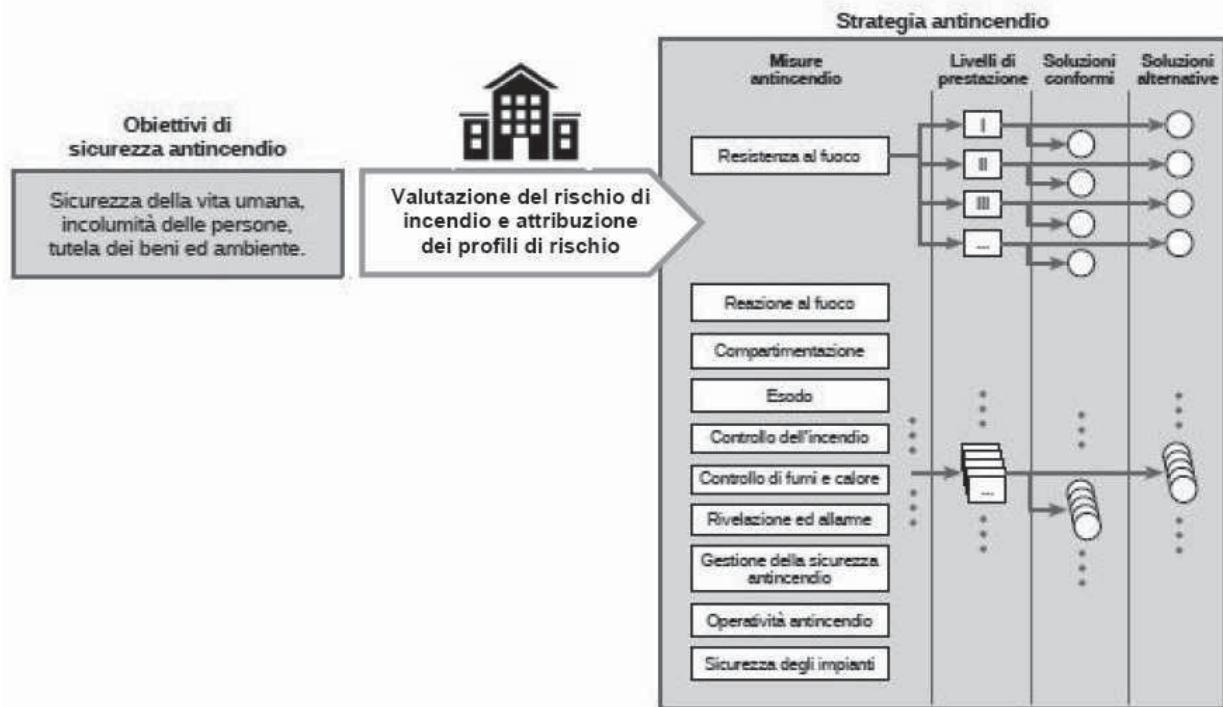 Strategia antincendio
Obiettivi di
sicurezza antincendio
Sicurezza della vita umana,
incolumità delle persone,
tutela dei beni ed ambiente.
Valutazione del rischio di
incendio e attribuzione
dei profili di rischio
Misure
antincendio
Livelli di
prestazione
Soluzioni
conformi
Soluzioni
alternative
Resistenza al fuoco
I
II
III
...
Reazione al fuoco
Compartimentazione
Esodo
Controllo dell'incendio
Controllo di fumi e calore
...
Rivelazione ed allarme
Gestione della sicurezza
antincendio
Operatività antincendio
Sicurezza degli impianti